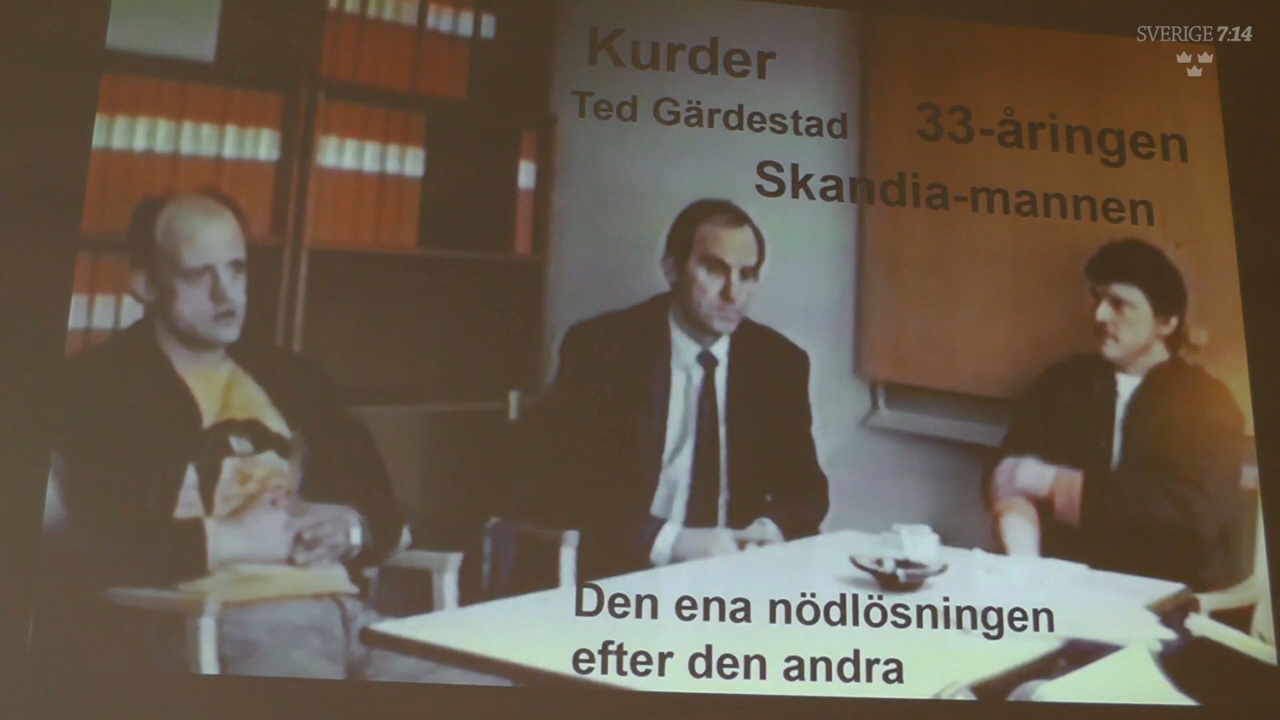 SVERIGE 7:14
Kurder
Ted Gärdestad
33-åringen
Skandia-mannen
Den ena nödlösningen
efter den andra